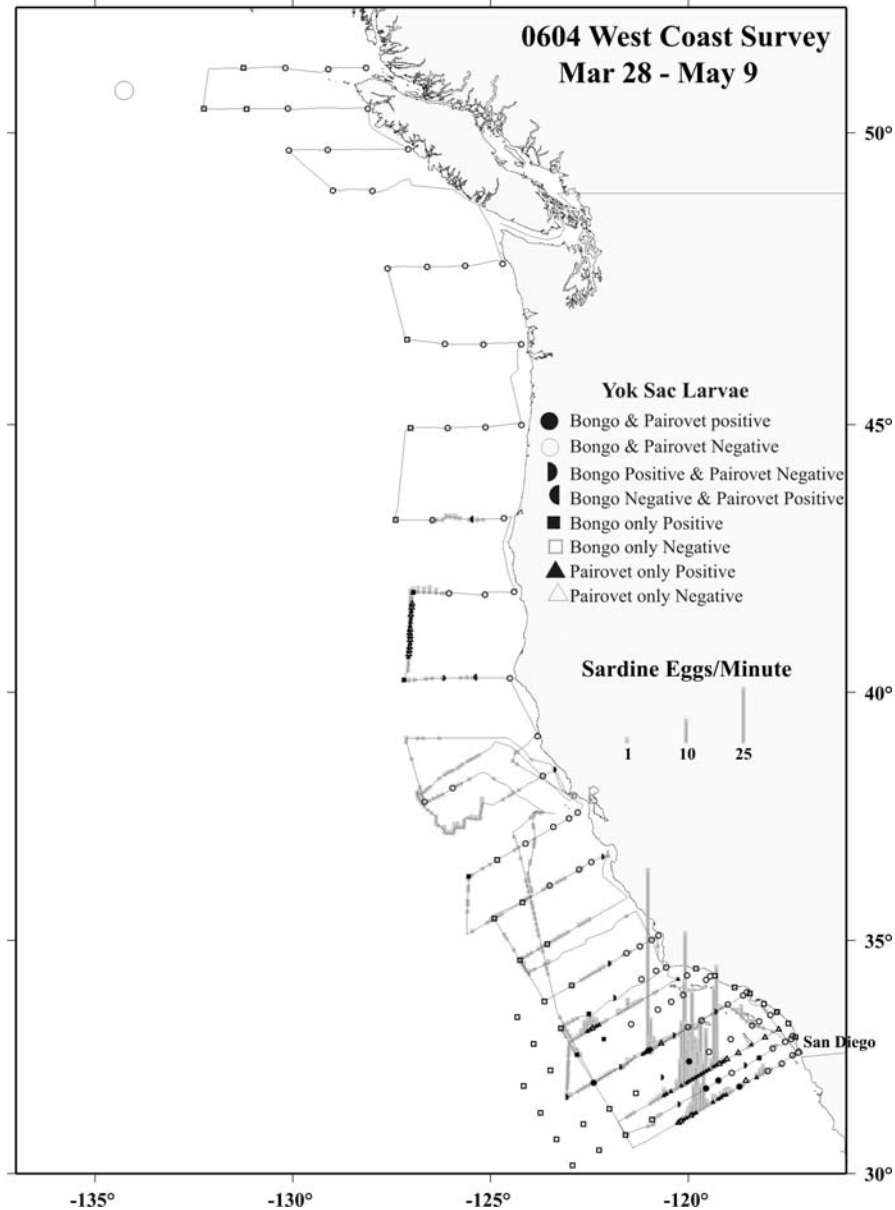 0604 West Coast Survey
Mar 28 - May 9
50°
Yok Sac Larvae
Bongo & Pairovet positive
45°
Bongo & Pairovet Negative
Bongo Positive & Pairovet Negative
Bongo Negative & Pairovet Positive
Bongo only Positive
Bongo only Negative
Pairovet only Positive
Pairovet only Negative
Sardine Eggs/Minute
40°
1 10 25
35°
San Diego
30°
-135° -130° -125° -120°